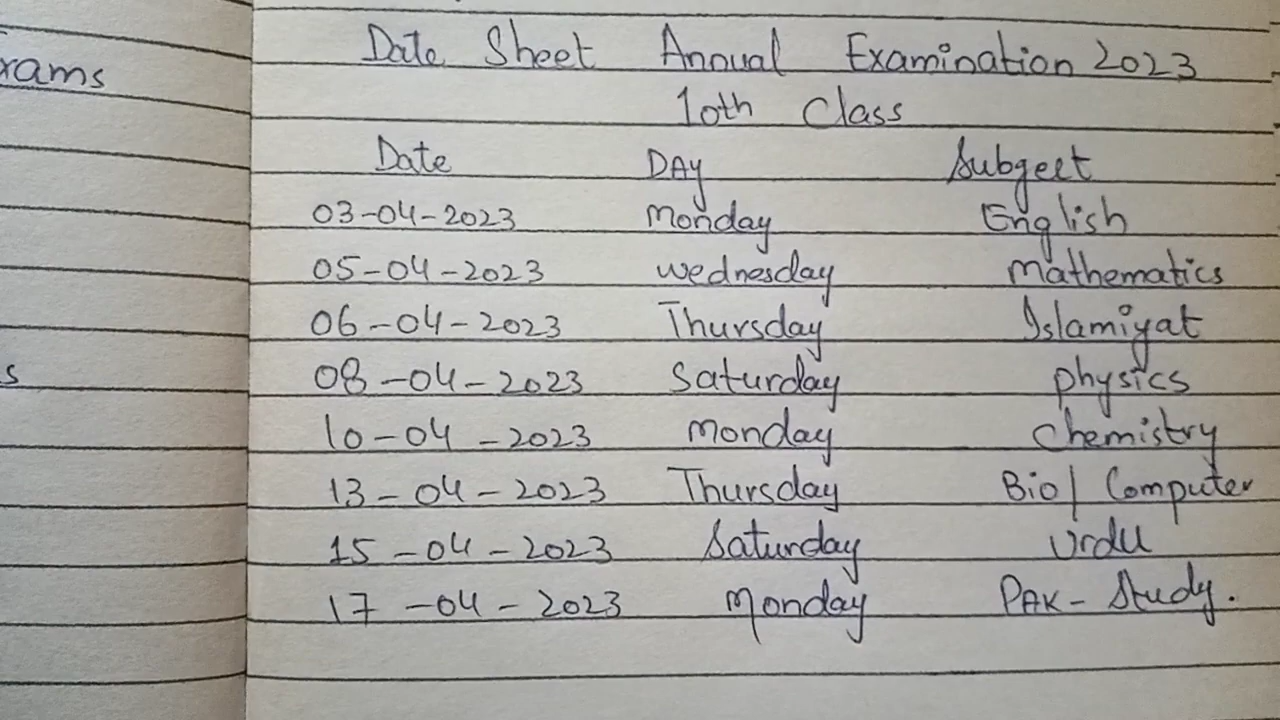 rams
s
Date Sheet Annual Examination 2023
10th Class
Date DAY Subgect
03-04-2023 Monday English
05-04-2023 wednesday Mathematics
06-04-2023 Thursday Islamiyat
08-04-2023 Saturday physics
10-04-2023 Monday Chemistry
13-04-2023 Thursday Bio/Computer
15-04-2023 Saturday Urdu
17-04-2023 Monday PAK-Study.